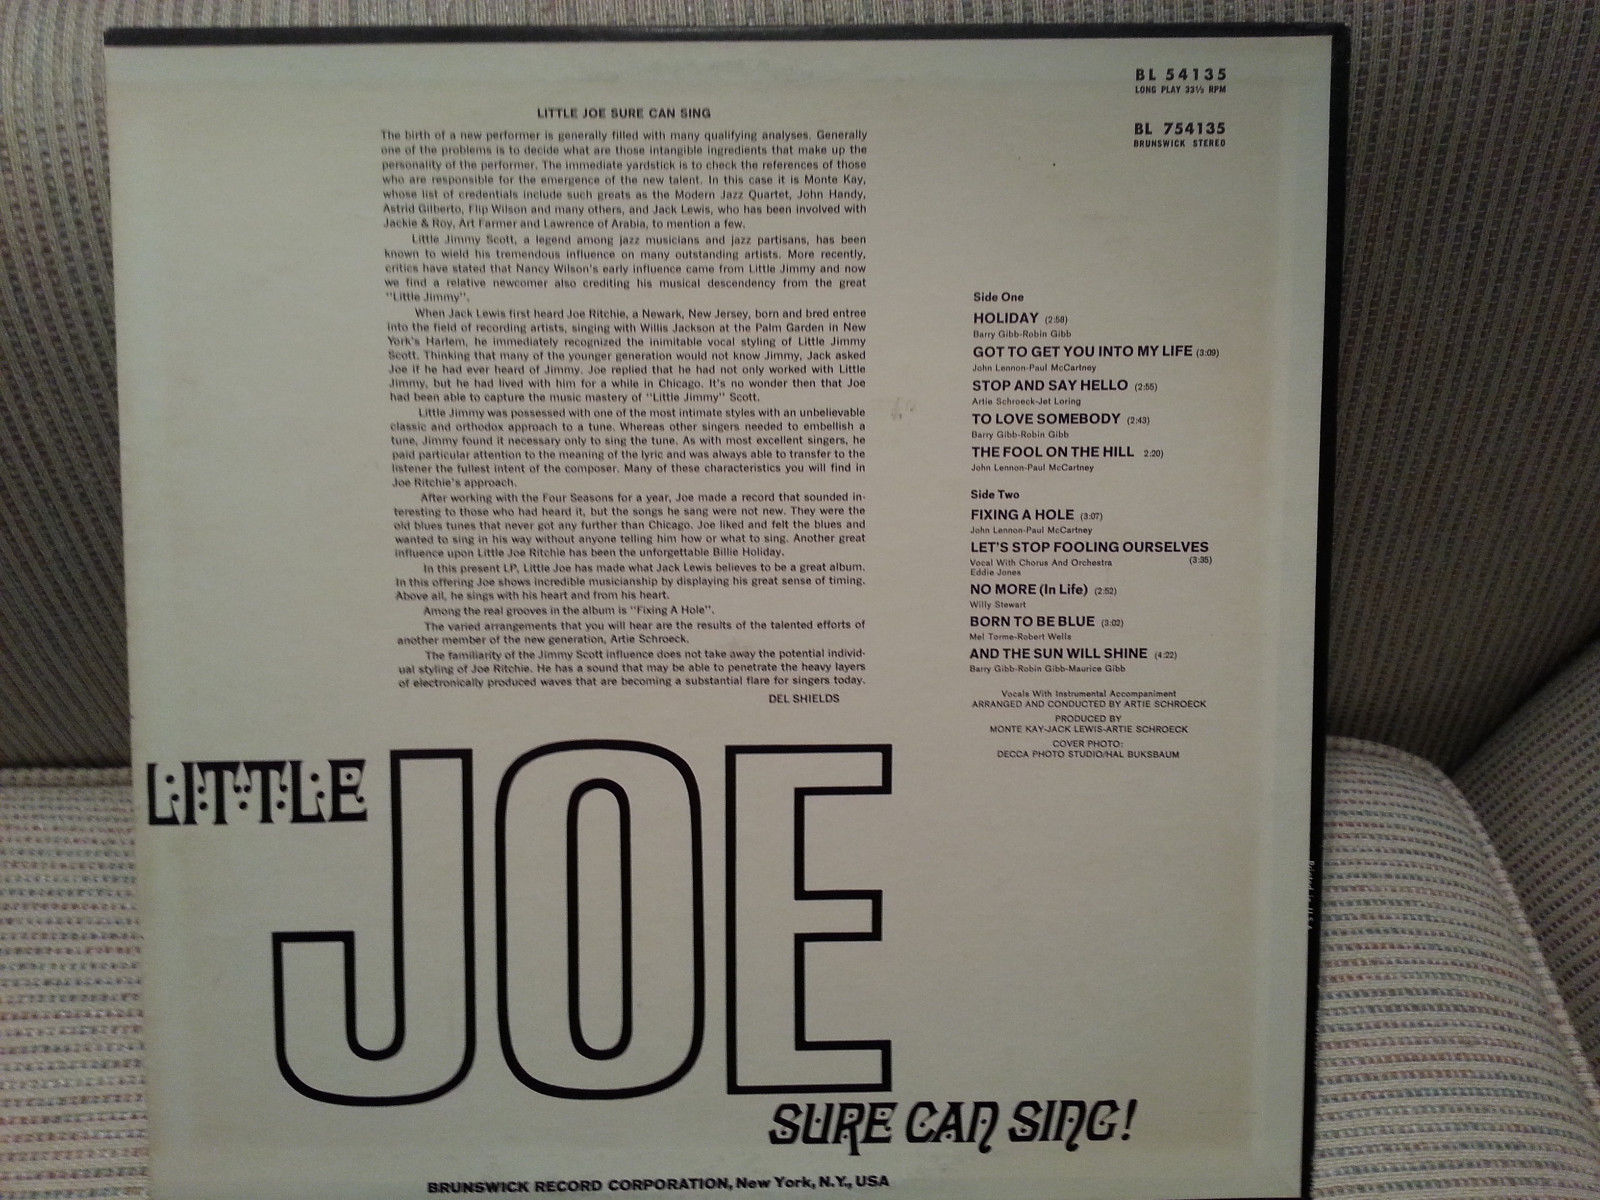 BL 54135
LONG PLAY 33⅓ RPM
BL 754135
BRUNSWICK STEREO
LITTLE JOE SURE CAN SING
The birth of a new performer is generally filled with many qualifying analyses. Generally
one of the problems is to decide what are those intangible ingredients that make up the
personality of the performer. The immediate yardstick is to check the references of those
who are responsible for the emergence of the new talent. In this case it is Monte Kay,
whose list of credentials include such greats as the Modern Jazz Quartet, John Handy,
Astrid Gilberto, Flip Wilson and many others, and Jack Lewis, who has been involved with
Jackie & Roy, Art Farmer and Lawrence of Arabia, to mention a few.
Little Jimmy Scott, a legend among jazz musicians and jazz partisans, has been
known to wield his tremendous influence on many outstanding artists. More recently,
critics have stated that Nancy Wilson's early influence came from Little Jimmy and now
we find a relative newcomer also crediting his musical descendency from the great
"Little Jimmy".
When Jack Lewis first heard Joe Ritchie, a Newark, New Jersey, born and bred entree
into the field of recording artists, singing with Willis Jackson at the Palm Garden in New
York's Harlem, he immediately recognized the inimitable vocal styling of Little Jimmy
Scott. Thinking that many of the younger generation would not know Jimmy, Jack asked
Joe if he had ever heard of Jimmy. Joe replied that he had not only worked with Little
Jimmy, but he had lived with him for a while in Chicago. It's no wonder then that Joe
had been able to capture the music mastery of "Little Jimmy" Scott.
Little Jimmy was possessed with one of the most intimate styles with an unbelievable
classic and orthodox approach to a tune. Whereas other singers needed to embellish a
tune, Jimmy found it necessary only to sing the tune. As with most excellent singers, he
paid particular attention to the meaning of the lyric and was always able to transfer to the
listener the fullest intent of the composer. Many of these characteristics you will find in
Joe Ritchie's approach.
After working with the Four Seasons for a year, Joe made a record that sounded in-
teresting to those who had heard it, but the songs he sang were not new. They were the
old blues tunes that never got any further than Chicago. Joe liked and felt the blues and
wanted to sing in his way without anyone telling him how or what to sing. Another great
influence upon Little Joe Ritchie has been the unforgettable Billie Holiday.
In this present LP, Little Joe has made what Jack Lewis believes to be a great album.
In this offering Joe shows incredible musicianship by displaying his great sense of timing.
Above all, he sings with his heart and from his heart.
Among the real grooves in the album is "Fixing A Hole".
The varied arrangements that you will hear are the results of the talented efforts of
another member of the new generation, Artie Schroeck.
The familiarity of the Jimmy Scott influence does not take away the potential individ-
ual styling of Joe Ritchie. He has a sound that may be able to penetrate the heavy layers
of electronically produced waves that are becoming a substantial flare for singers today.
DEL SHIELDS
Side One
HOLIDAY (2:58)
Barry Gibb-Robin Gibb
GOT TO GET YOU INTO MY LIFE (3:09)
John Lennon-Paul McCartney
STOP AND SAY HELLO (2:55)
Artie Schroeck-Jet Loring
TO LOVE SOMEBODY (2:43)
Barry Gibb-Robin Gibb
THE FOOL ON THE HILL 2:20)
John Lennon-Paul McCartney
Side Two
FIXING A HOLE (3:07)
John Lennon-Paul McCartney
LET'S STOP FOOLING OURSELVES
(3:35)
Vocal With Chorus And Orchestra
Eddie Jones
NO MORE (In Life) (2:52)
Willy Stewart
BORN TO BE BLUE (3:02)
Mel Torme-Robert Wells
AND THE SUN WILL SHINE (4:22)
Barry Gibb-Robin Gibb-Maurice Gibb
Vocals With Instrumental Accompaniment
ARRANGED AND CONDUCTED BY ARTIE SCHROECK
PRODUCED BY
MONTE KAY-JACK LEWIS-ARTIE SCHROECK
COVER PHOTO:
DECCA PHOTO STUDIO/HAL BUKSBAUM
LITTLE JOE
SURE CAN SING!
Printed in U.S.A.
BRUNSWICK RECORD CORPORATION, New York, N.Y., USA